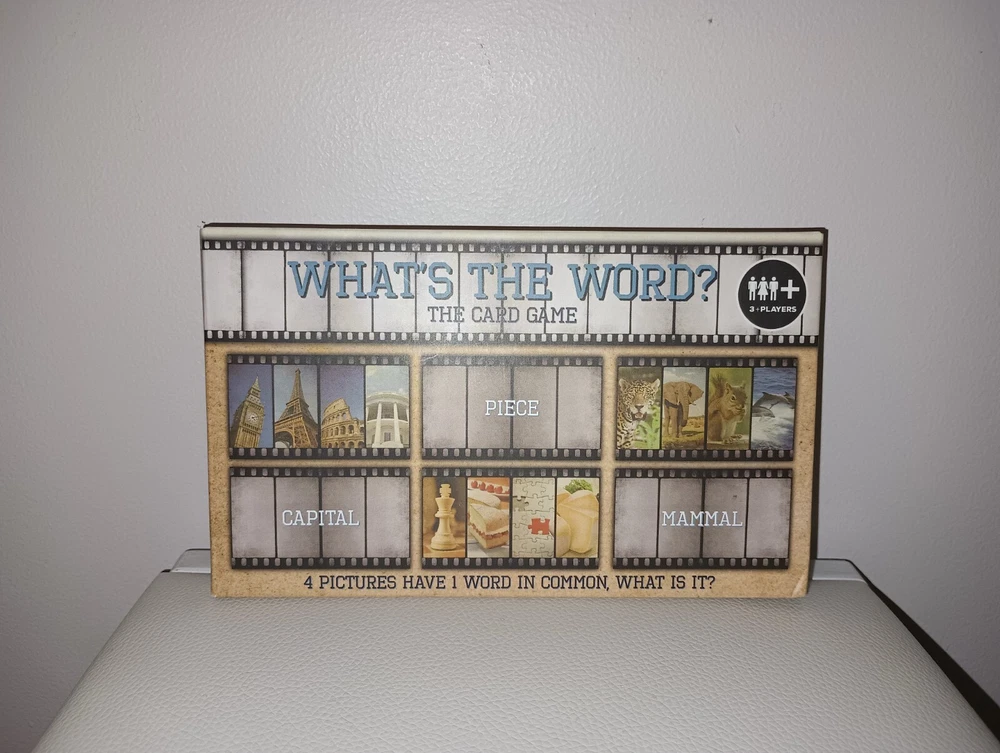 WHAT'S THE WORD?
THE CARD GAME
3+PLAYERS
PIECE
CAPITAL
MAMMAL
4 PICTURES HAVE 1 WORD IN COMMON, WHAT IS IT?